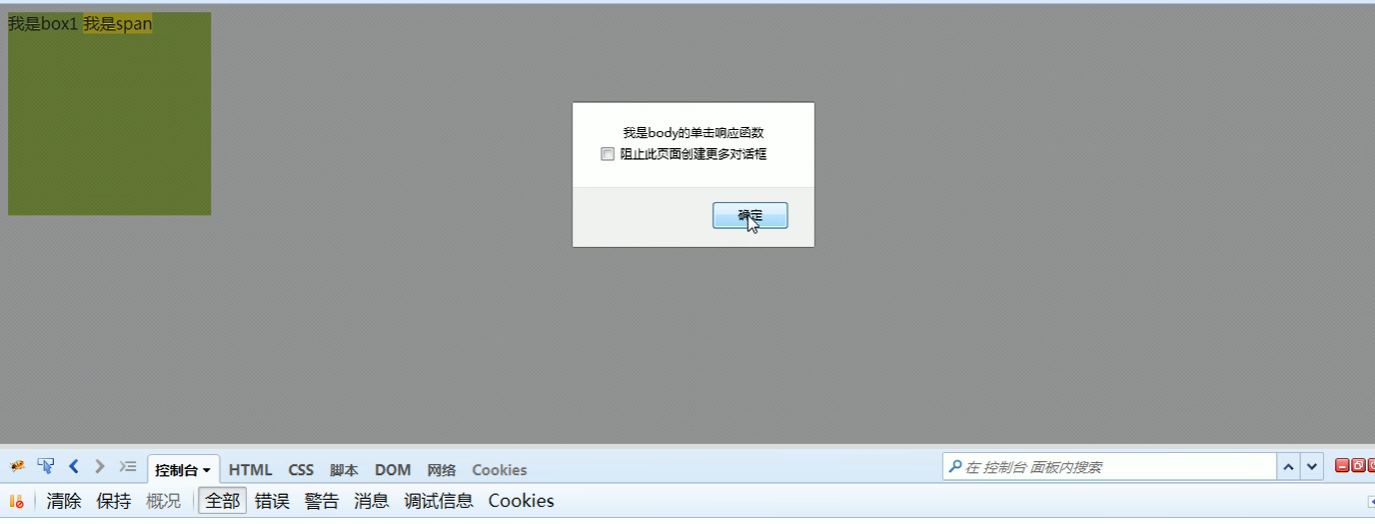 我是box1 我是span
我是body的单击响应函数
阻止此页面创建更多对话框
确定
控制台 HTML CSS 脚本 DOM 网络 Cookies 在 控制台 面板内搜索
清除 保持 概况 全部 错误 警告 消息 调试信息 Cookies